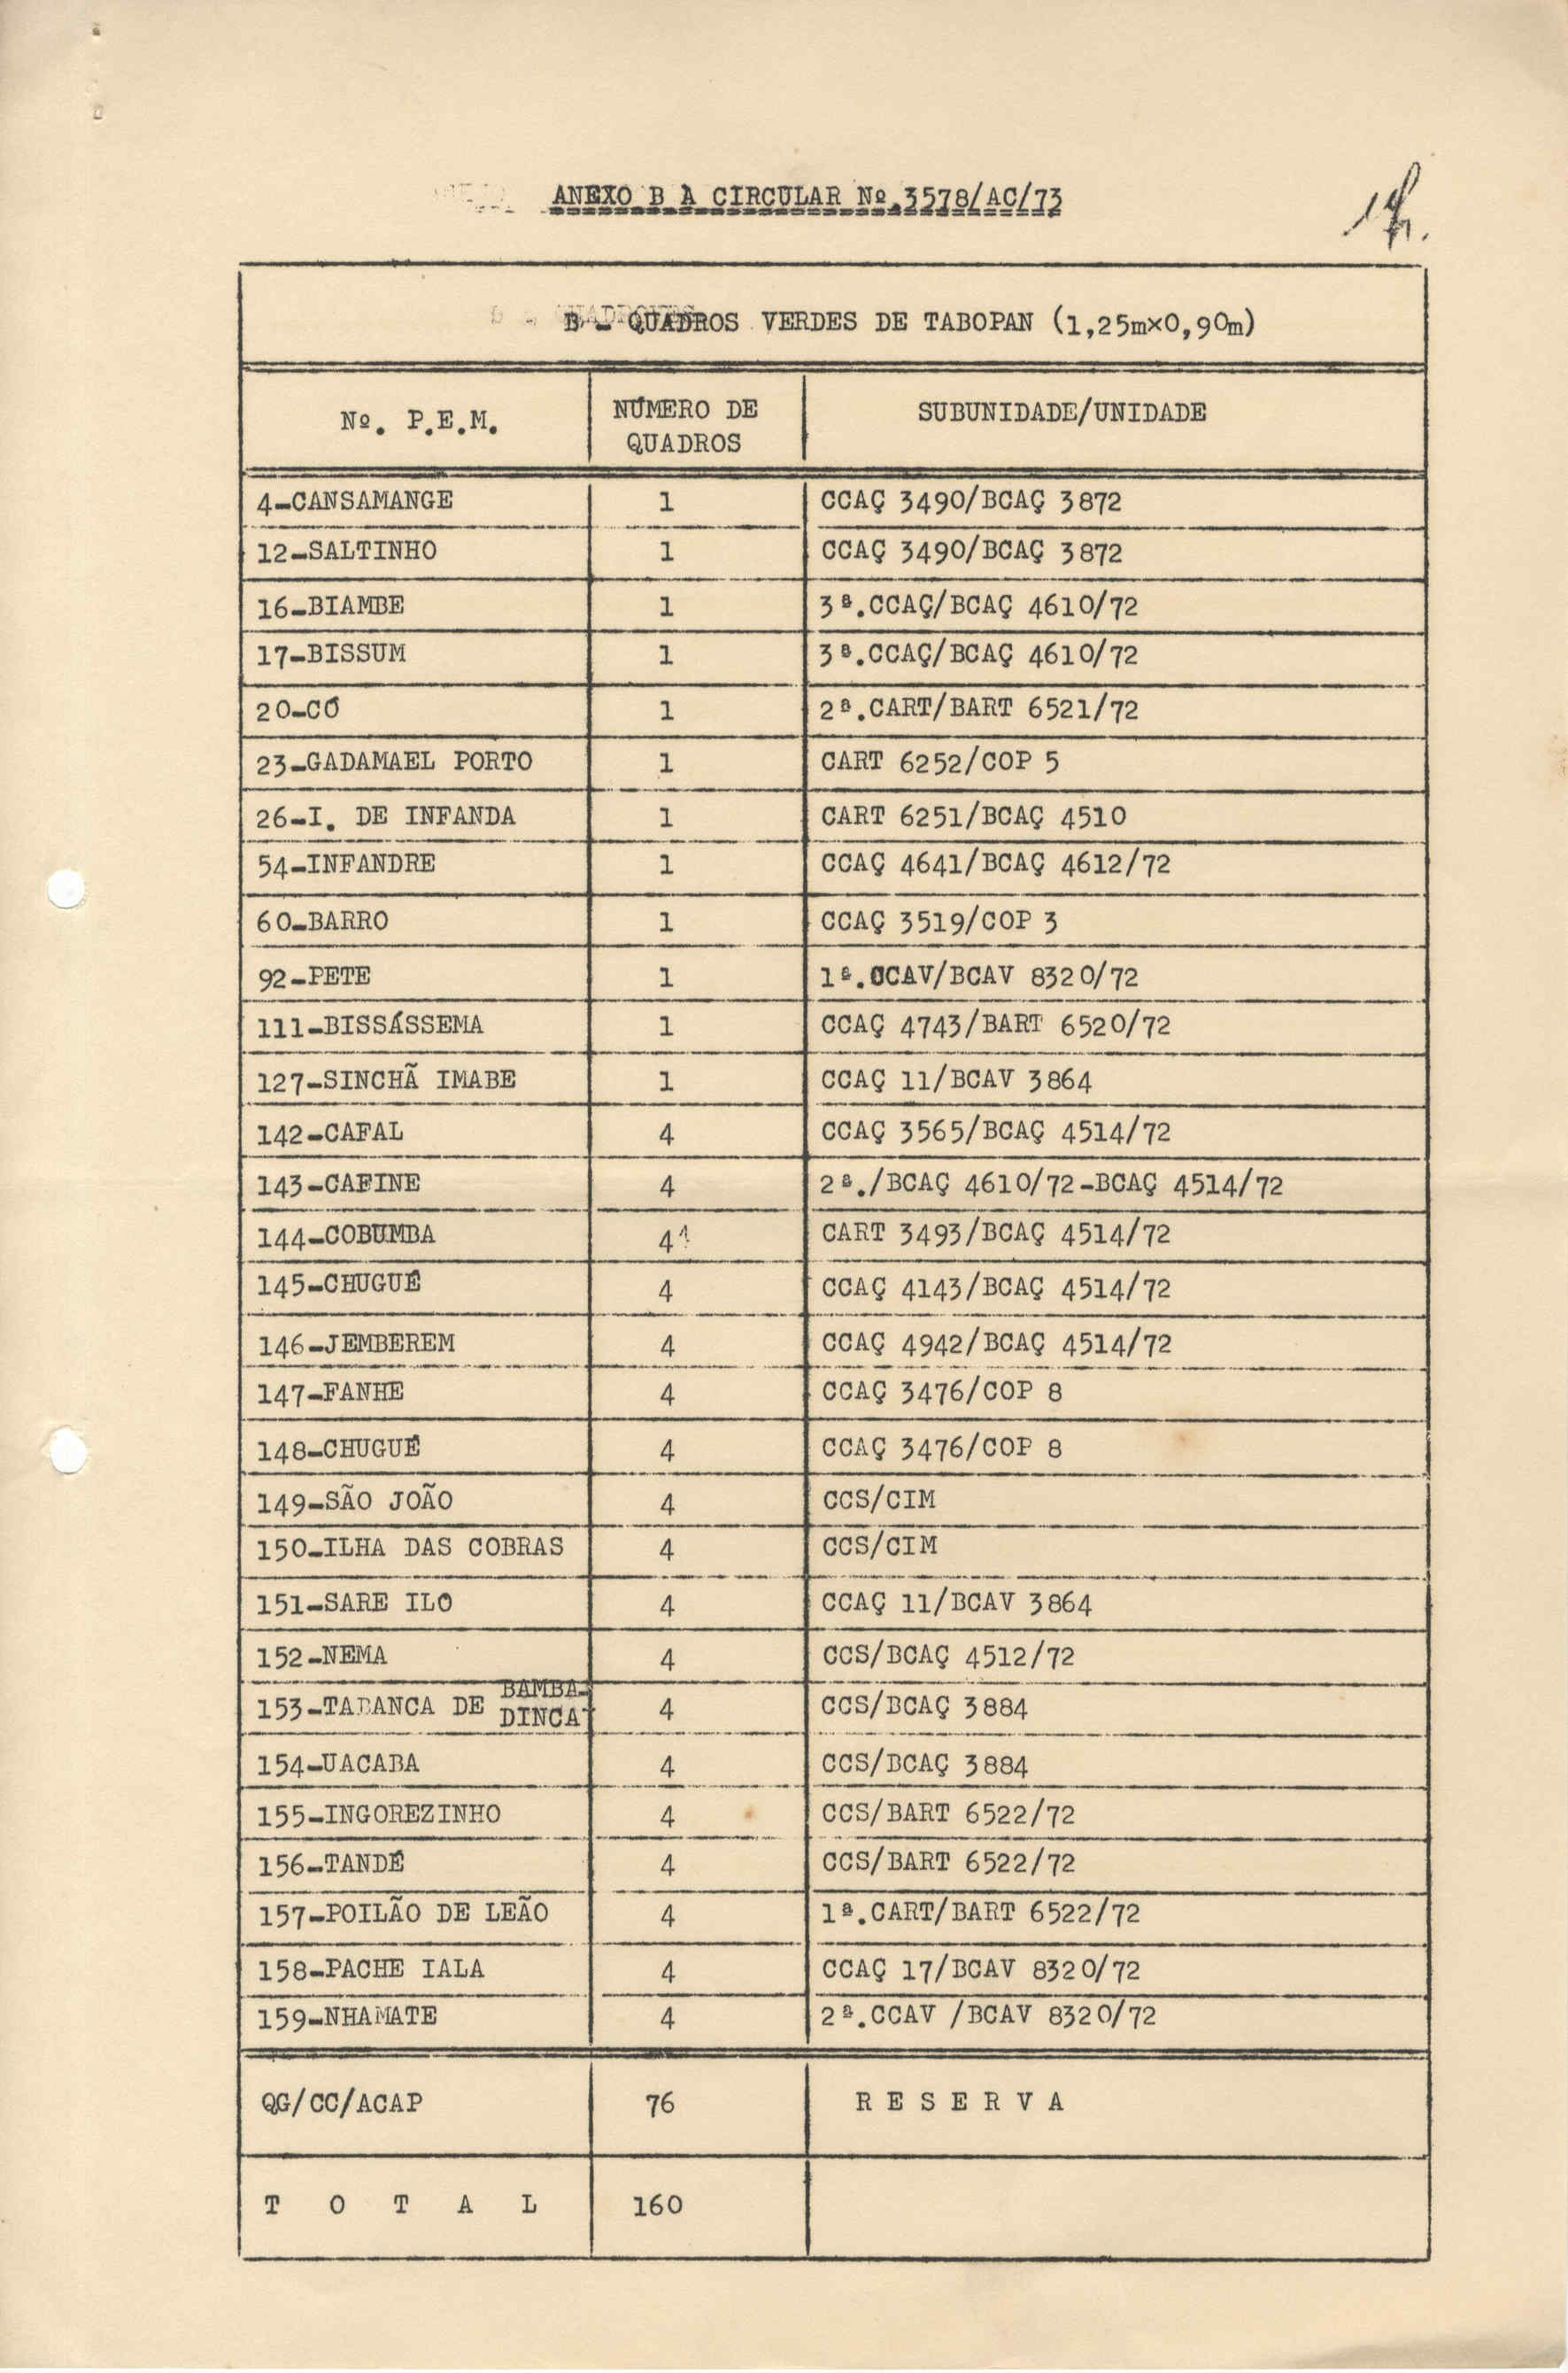 ANEXO B À CIRCULAR Nº.3578/AC/73
B - QUADROS VERDES DE TABOPAN (1,25m×0,90m)
Nº. P.E.M. NÚMERO DE QUADROS SUBUNIDADE/UNIDADE
4-CANSAMANGE 1 CCAÇ 3490/BCAÇ 3872
12-SALTINHO 1 CCAÇ 3490/BCAÇ 3872
16-BIAMBE 1 3ª.CCAÇ/BCAÇ 4610/72
17-BISSUM 1 3ª.CCAÇ/BCAÇ 4610/72
20-CÓ 1 2ª.CART/BART 6521/72
23-GADAMAEL PORTO 1 CART 6252/COP 5
26-I. DE INFANDA 1 CART 6251/BCAÇ 4510
54-INFANDRE 1 CCAÇ 4641/BCAÇ 4612/72
60-BARRO 1 CCAÇ 3519/COP 3
92-PETE 1 1ª.CCAV/BCAV 8320/72
111-BISSÁSSEMA 1 CCAÇ 4743/BART 6520/72
127-SINCHÃ IMABE 1 CCAÇ 11/BCAV 3864
142-CAFAL 4 CCAÇ 3565/BCAÇ 4514/72
143-CAFINE 4 2ª./BCAÇ 4610/72-BCAÇ 4514/72
144-COBUMBA 4 CART 3493/BCAÇ 4514/72
145-CHUGUÉ 4 CCAÇ 4143/BCAÇ 4514/72
146-JEMBEREM 4 CCAÇ 4942/BCAÇ 4514/72
147-FANHE 4 CCAÇ 3476/COP 8
148-CHUGUÉ 4 CCAÇ 3476/COP 8
149-SÃO JOÃO 4 CCS/CIM
150-ILHA DAS COBRAS 4 CCS/CIM
151-SARE ILO 4 CCAÇ 11/BCAV 3864
152-NEMA 4 CCS/BCAÇ 4512/72
153-TABANCA DE BAMBADINCA 4 CCS/BCAÇ 3884
154-UACABA 4 CCS/BCAÇ 3884
155-INGOREZINHO 4 CCS/BART 6522/72
156-TANDÉ 4 CCS/BART 6522/72
157-POILÃO DE LEÃO 4 1ª.CART/BART 6522/72
158-PACHE IALA 4 CCAÇ 17/BCAV 8320/72
159-NHAMATE 4 2ª.CCAV /BCAV 8320/72
QG/CC/ACAP 76 R E S E R V A
T O T A L 160